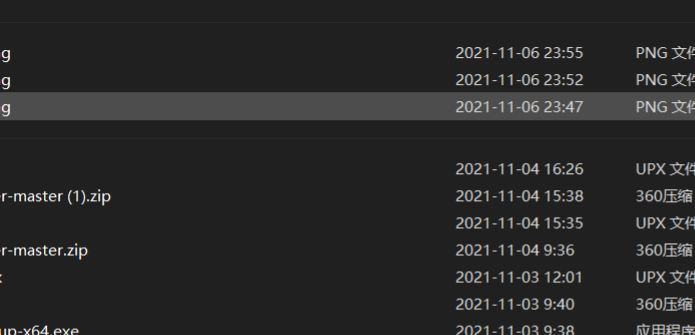 g 2021-11-06 23:55 PNG 文件
g 2021-11-06 23:52 PNG 文件
g 2021-11-06 23:47 PNG 文件
2021-11-04 16:26 UPX 文件
r-master (1).zip 2021-11-04 15:38 360压缩
2021-11-04 15:35 UPX 文件
r-master.zip 2021-11-04 9:36 360压缩
2021-11-03 12:01 UPX 文件
2021-11-03 9:40 360压缩
up-x64.exe 2021-11-03 9:38 应用程序